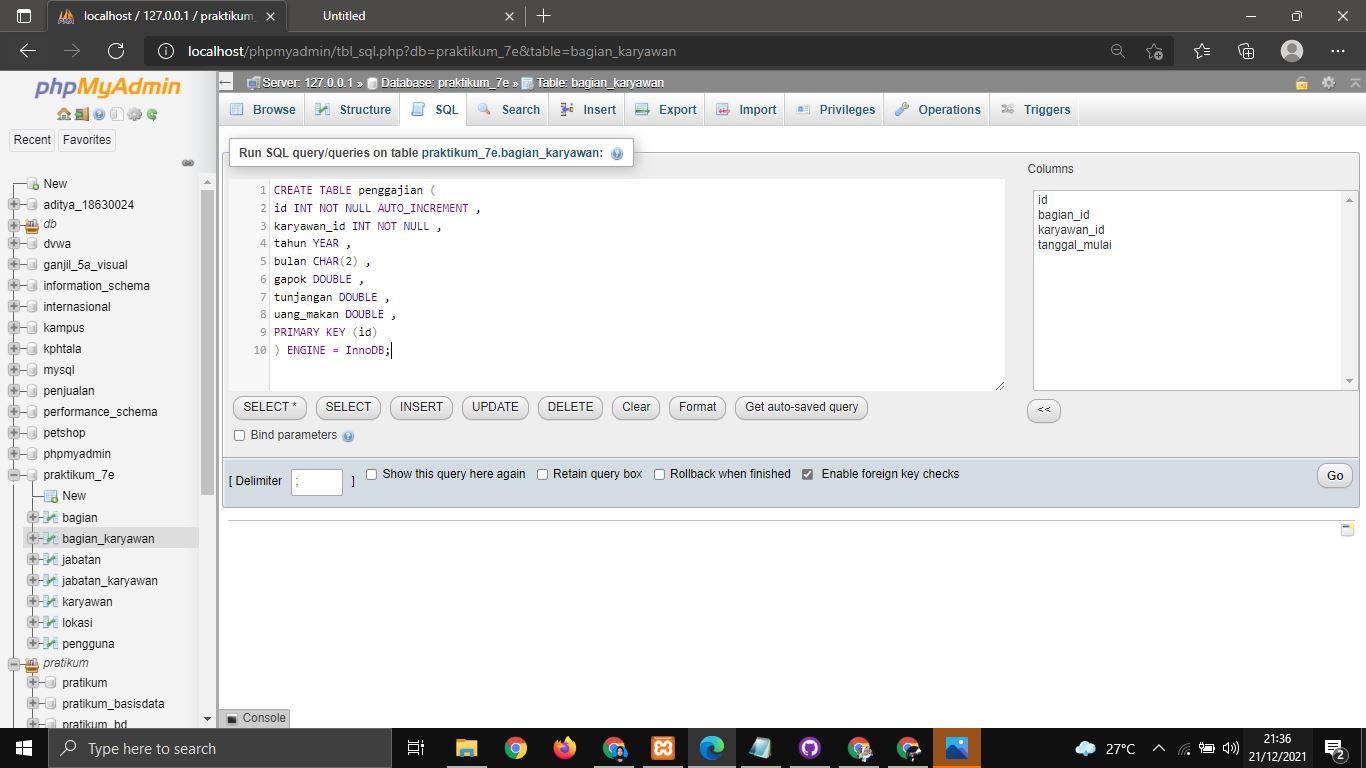 localhost / 127.0.0.1 / praktikum_
Untitled
localhost/phpmyadmin/tbl_sql.php?db=praktikum_7e&table=bagian_karyawan
phpMyAdmin
Recent
Favorites
New
aditya_18630024
db
dvwa
ganjil_5a_visual
information_schema
internasional
kampus
kphtala
mysql
penjualan
performance_schema
petshop
phpmyadmin
praktikum_7e
New
bagian
bagian_karyawan
jabatan
jabatan_karyawan
karyawan
lokasi
pengguna
pratikum
pratikum
pratikum_basisdata
pratikum_bd
Server: 127.0.0.1 » Database: praktikum_7e » Table: bagian_karyawan
Browse
Structure
SQL
Search
Insert
Export
Import
Privileges
Operations
Triggers
Run SQL query/queries on table praktikum_7e.bagian_karyawan:
1 CREATE TABLE penggajian (
2 id INT NOT NULL AUTO_INCREMENT ,
3 karyawan_id INT NOT NULL ,
4 tahun YEAR ,
5 bulan CHAR(2) ,
6 gapok DOUBLE ,
7 tunjangan DOUBLE ,
8 uang_makan DOUBLE ,
9 PRIMARY KEY (id)
10 ) ENGINE = InnoDB;
Columns
id
bagian_id
karyawan_id
tanggal_mulai
SELECT *
SELECT
INSERT
UPDATE
DELETE
Clear
Format
Get auto-saved query
<<
Bind parameters
[ Delimiter ; ]
Show this query here again
Retain query box
Rollback when finished
Enable foreign key checks
Go
Console
Type here to search
27°C
21:36
21/12/2021
2